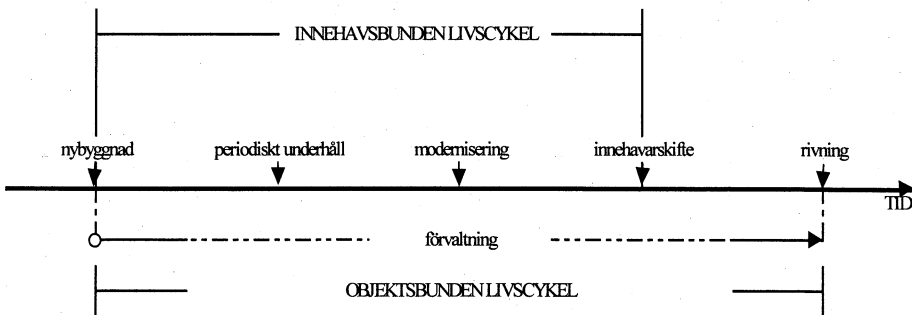 INNEHAVSBUNDEN LIVSCYKEL
nybyggnad periodiskt underhåll modernisering innehavarskifte rivning
TID
förvaltning
OBJEKTSBUNDEN LIVSCYKEL